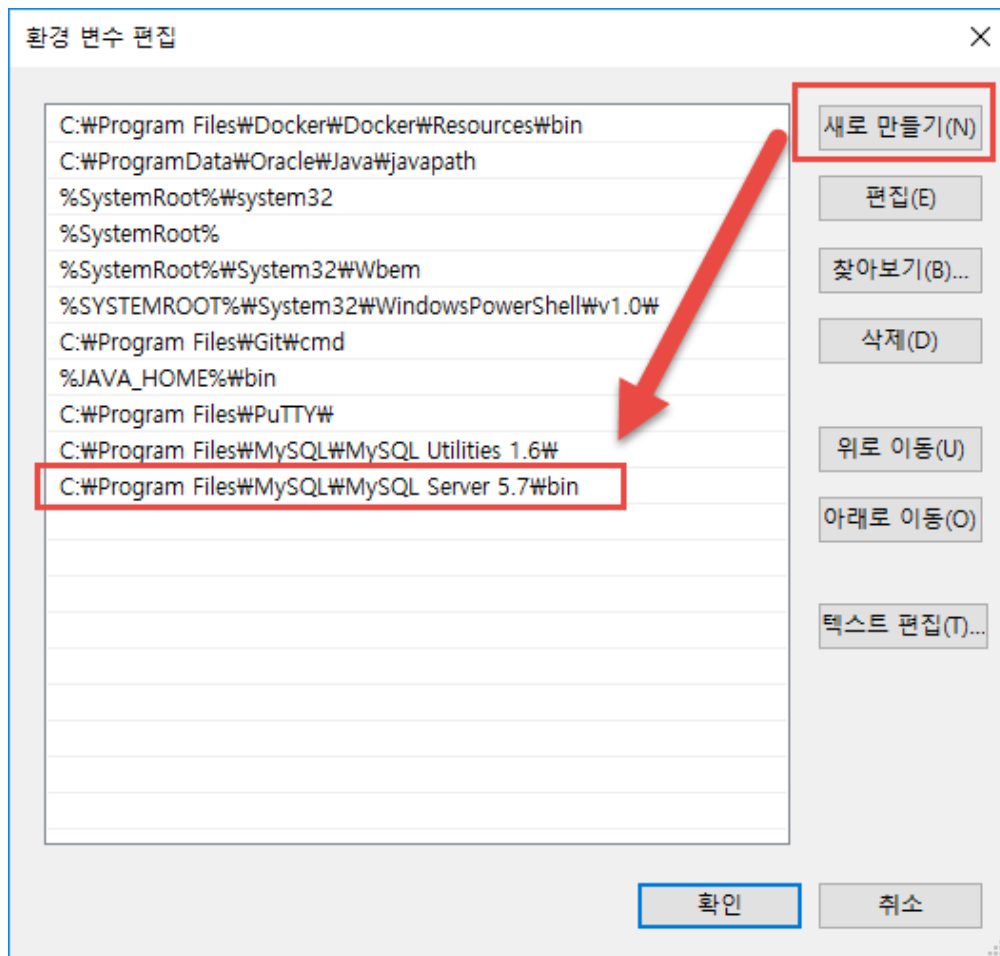 환경 변수 편집
C:₩Program Files₩Docker₩Docker₩Resources₩bin
C:₩ProgramData₩Oracle₩Java₩javapath
%SystemRoot%₩system32
%SystemRoot%
%SystemRoot%₩System32₩Wbem
%SYSTEMROOT%₩System32₩WindowsPowerShell₩v1.0₩
C:₩Program Files₩Git₩cmd
%JAVA_HOME%₩bin
C:₩Program Files₩PuTTY₩
C:₩Program Files₩MySQL₩MySQL Utilities 1.6₩
C:₩Program Files₩MySQL₩MySQL Server 5.7₩bin
새로 만들기(N)
편집(E)
찾아보기(B)...
삭제(D)
위로 이동(U)
아래로 이동(O)
텍스트 편집(T)...
확인
취소